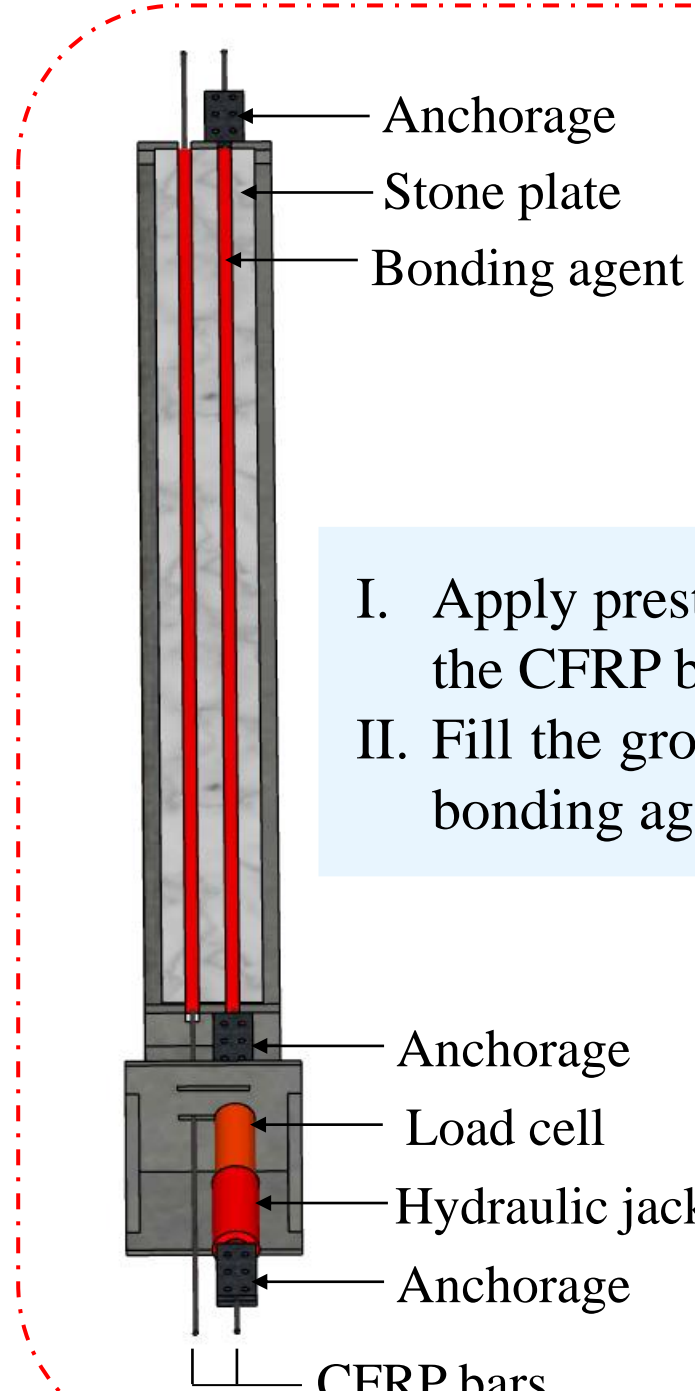 Anchorage
Stone plate
Bonding agent
I. Apply prest
the CFRP b
II. Fill the gro
bonding ag
Anchorage
Load cell
Hydraulic jack
Anchorage
CFRP bars